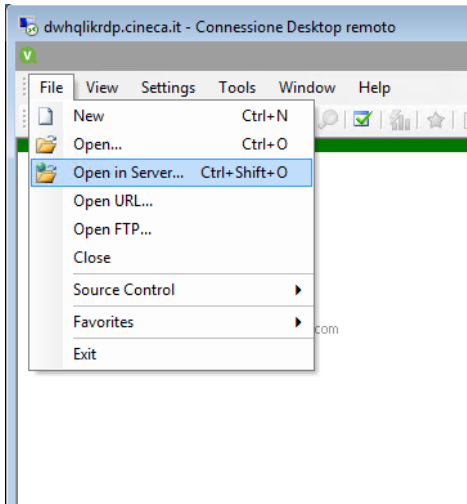 dwhqlikrdp.cineca.it - Connessione Desktop remoto
V
File View Settings Tools Window Help
New Ctrl+N
Open... Ctrl+O
Open in Server... Ctrl+Shift+O
Open URL...
Open FTP...
Close
Source Control
Favorites
com
Exit